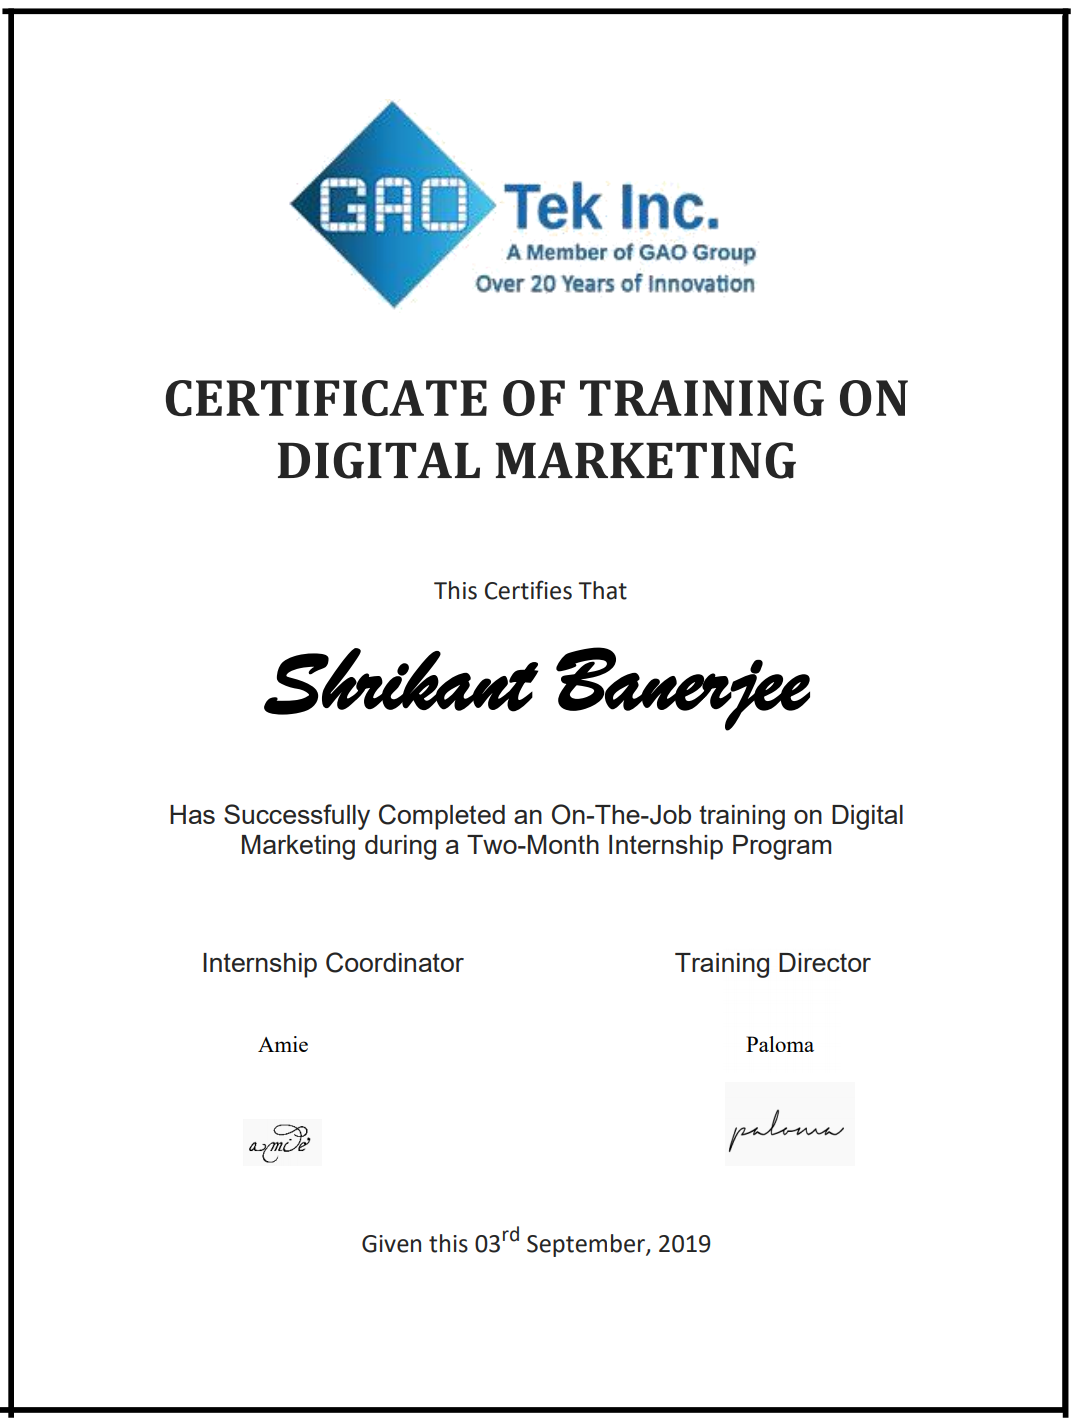 GAO Tek Inc.
A Member of GAO Group
Over 20 Years of Innovation
CERTIFICATE OF TRAINING ON
DIGITAL MARKETING
This Certifies That
Shrikant Banerjee
Has Successfully Completed an On-The-Job training on Digital
Marketing during a Two-Month Internship Program
Internship Coordinator Training Director
Amie Paloma
amie paloma
Given this 03rd September, 2019